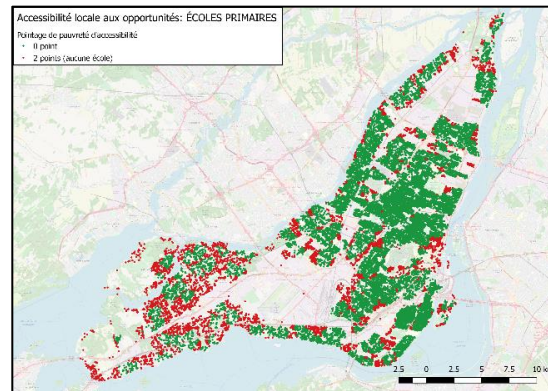 Accessibilité locale aux opportunités: ÉCOLES PRIMAIRES
Pointage de pauvreté d'accessibilité
0 point
2 points (aucune école)
2.5 0 2.5 5 7.5 10 k